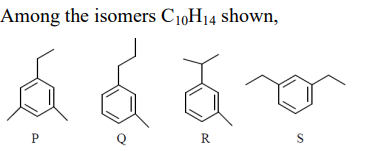 Among the isomers C₁₀H₁₄ shown,
P Q R S